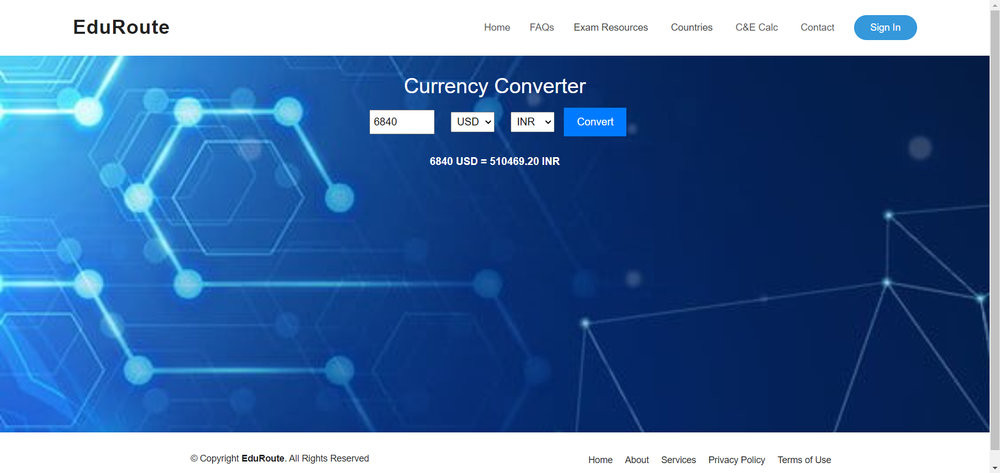 EduRoute
Home FAQs Exam Resources Countries C&E Calc Contact Sign In
Currency Converter
6840 USD INR Convert
6840 USD = 510469.20 INR
© Copyright EduRoute. All Rights Reserved
Home About Services Privacy Policy Terms of Use